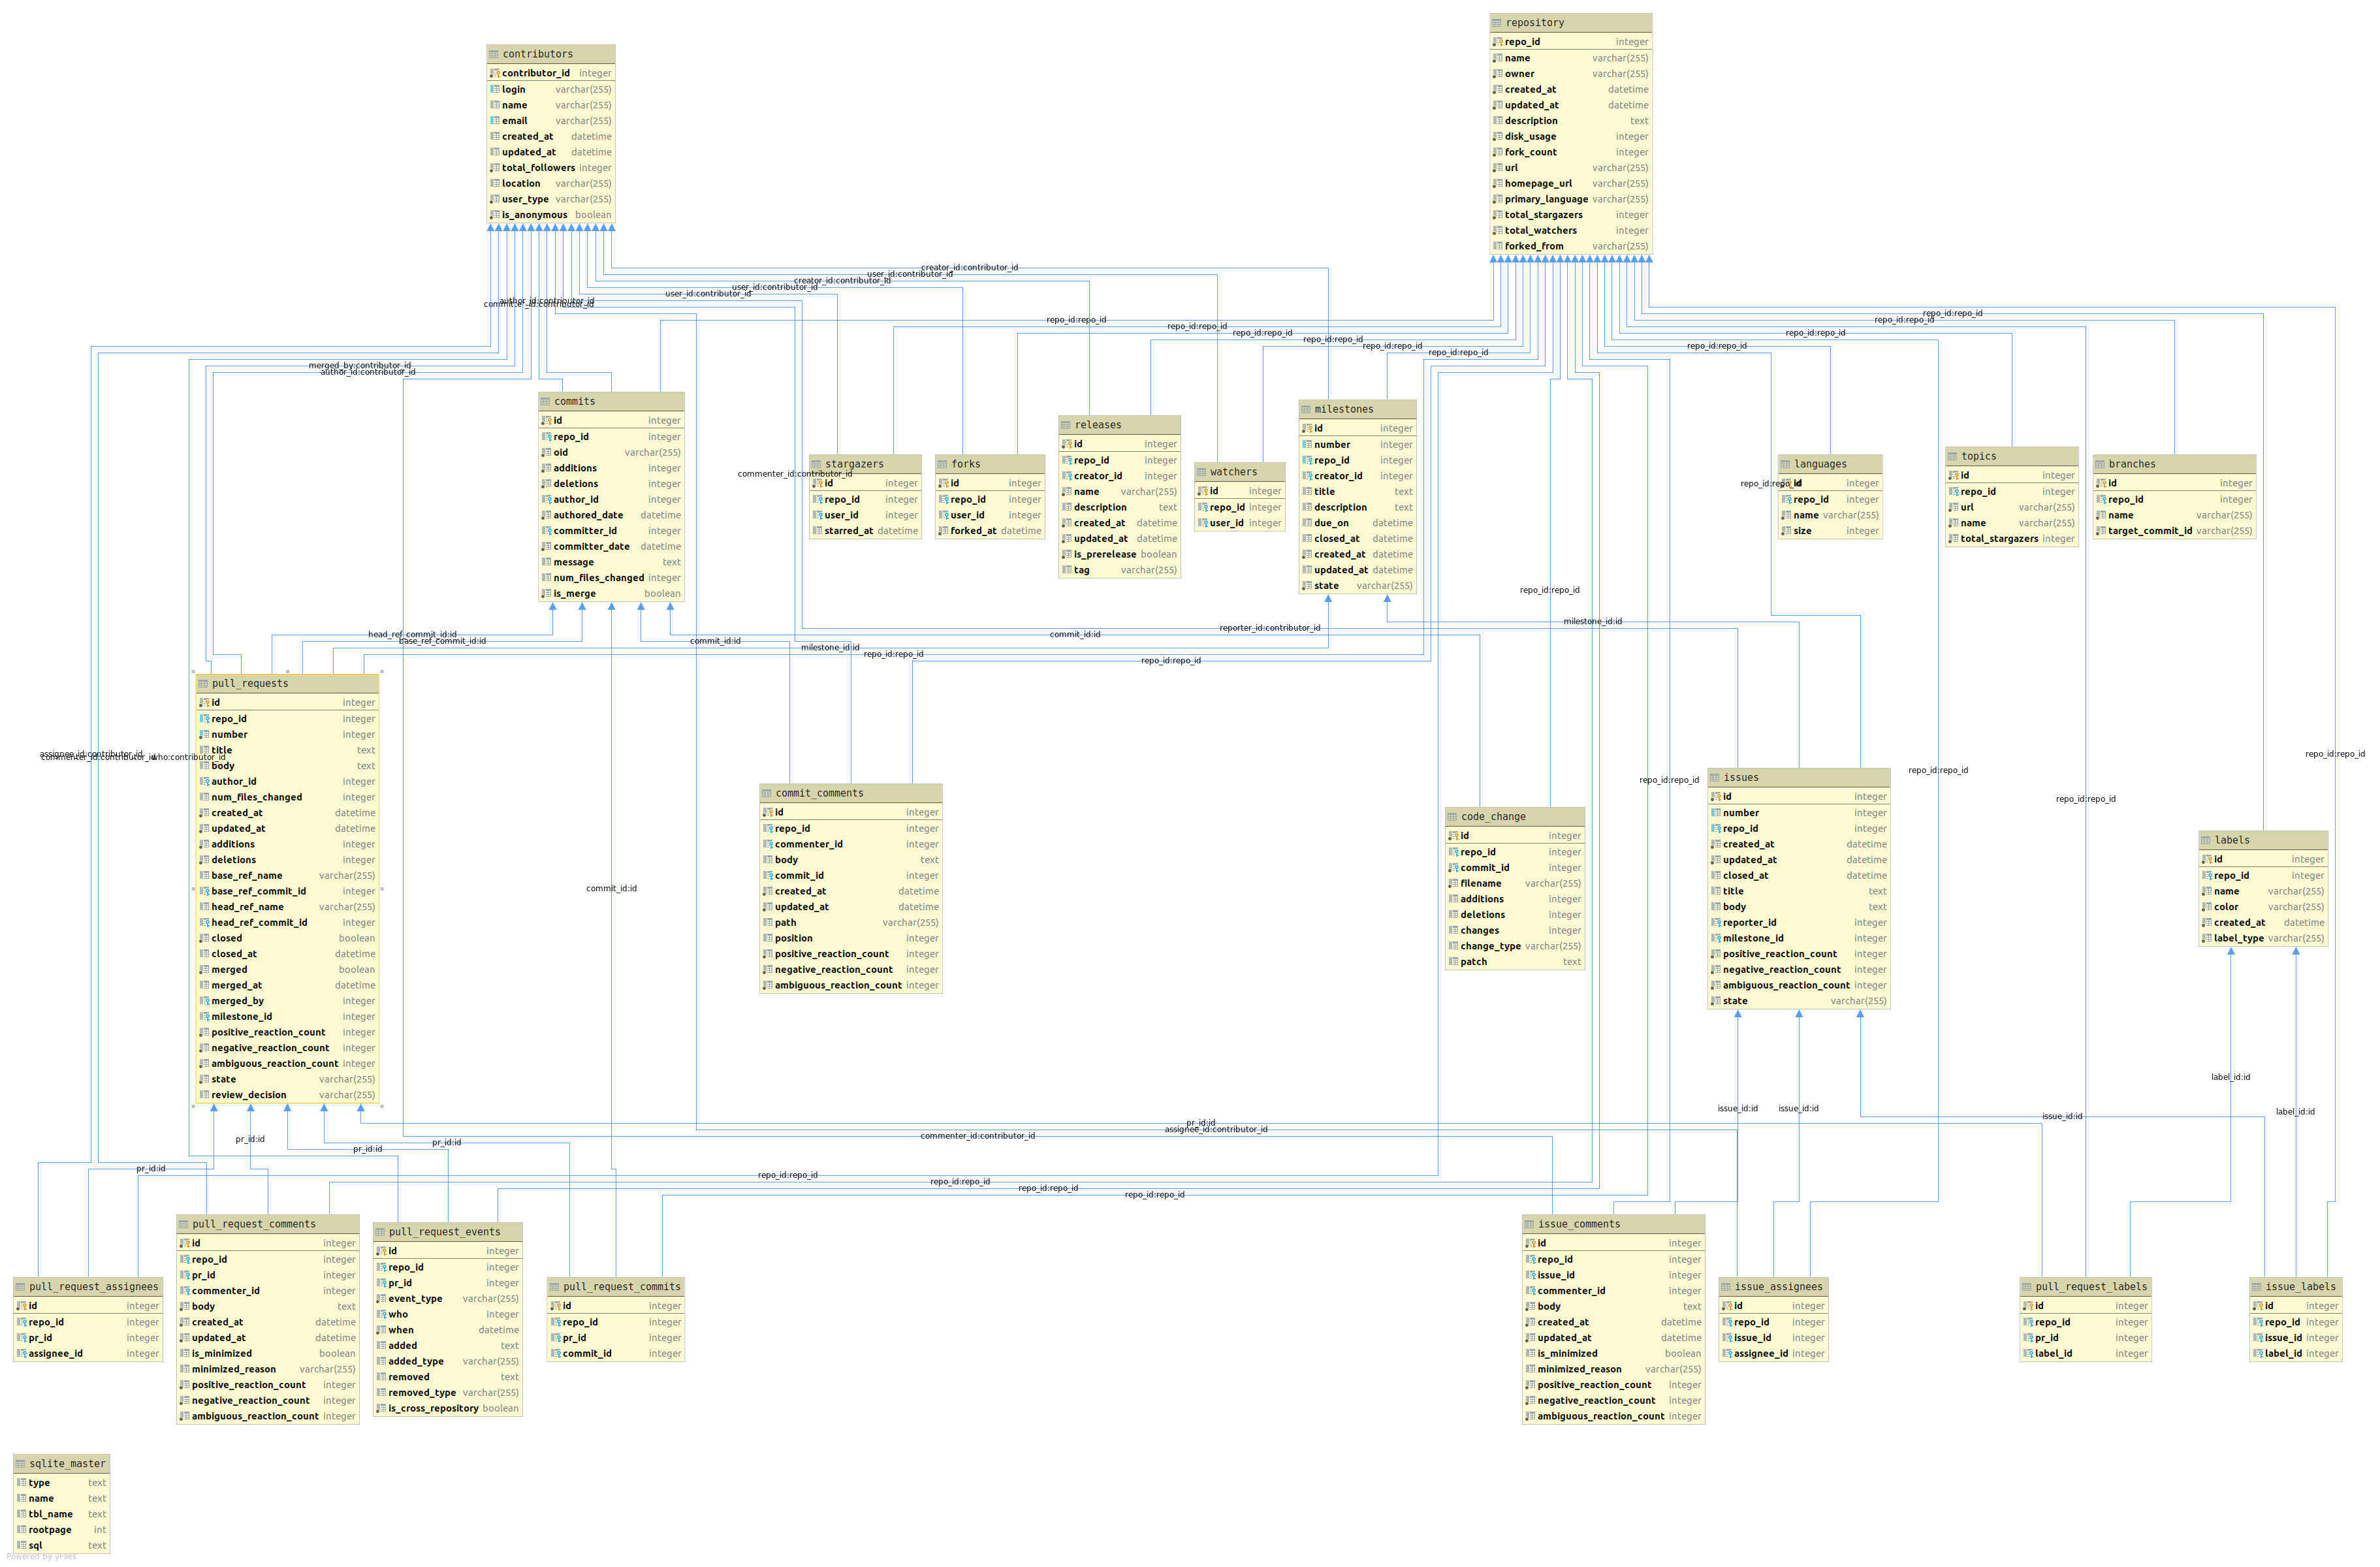 repository
repo_id integer
name varchar(255)
owner varchar(255)
created_at datetime
updated_at datetime
description text
disk_usage integer
fork_count integer
url varchar(255)
homepage_url varchar(255)
primary_language varchar(255)
total_stargazers integer
total_watchers integer
forked_from varchar(255)
contributors
contributor_id integer
login varchar(255)
name varchar(255)
email varchar(255)
created_at datetime
updated_at datetime
total_followers integer
location varchar(255)
user_type varchar(255)
is_anonymous boolean
creator_id:contributor_id
user_id:contributor_id
creator_id:contributor_id
user_id:contributor_id
user_id:contributor_id
author_id:contributor_id
committer_id:contributor_id
repo_id:repo_id
repo_id:repo_id
repo_id:repo_id
repo_id:repo_id
repo_id:repo_id
repo_id:repo_id
repo_id:repo_id
repo_id:repo_id
repo_id:repo_id
repo_id:repo_id
merged_by:contributor_id
author_id:contributor_id
commits
id integer
repo_id integer
oid varchar(255)
additions integer
deletions integer
author_id integer
authored_date datetime
committer_id integer
committer_date datetime
message text
num_files_changed integer
is_merge boolean
commenter_id:contributor_id
stargazers
id integer
repo_id integer
user_id integer
starred_at datetime
forks
id integer
repo_id integer
user_id integer
forked_at datetime
releases
id integer
repo_id integer
creator_id integer
name varchar(255)
description text
created_at datetime
updated_at datetime
is_prerelease boolean
tag varchar(255)
watchers
id integer
repo_id integer
user_id integer
milestones
id integer
number integer
repo_id integer
creator_id integer
title text
description text
due_on datetime
closed_at datetime
created_at datetime
updated_at datetime
state varchar(255)
repo_id:repo_id
languages
id integer
repo_id integer
name varchar(255)
size integer
topics
id integer
repo_id integer
url varchar(255)
name varchar(255)
total_stargazers integer
branches
id integer
repo_id integer
name varchar(255)
target_commit_id varchar(255)
repo_id:repo_id
head_ref_commit_id:id
base_ref_commit_id:id
commit_id:id
milestone_id:id
repo_id:repo_id
commit_id:id
repo_id:repo_id
reporter_id:contributor_id
milestone_id:id
pull_requests
id integer
repo_id integer
number integer
title text
body text
author_id integer
num_files_changed integer
created_at datetime
updated_at datetime
additions integer
deletions integer
base_ref_name varchar(255)
base_ref_commit_id integer
head_ref_name varchar(255)
head_ref_commit_id integer
closed boolean
closed_at datetime
merged boolean
merged_at datetime
merged_by integer
milestone_id integer
positive_reaction_count integer
negative_reaction_count integer
ambiguous_reaction_count integer
state varchar(255)
review_decision varchar(255)
assignee_id:contributor_id
commenter_id:contributor_id
who:contributor_id
commit_id:id
commit_comments
id integer
repo_id integer
commenter_id integer
body text
commit_id integer
created_at datetime
updated_at datetime
path varchar(255)
position integer
positive_reaction_count integer
negative_reaction_count integer
ambiguous_reaction_count integer
code_change
id integer
repo_id integer
commit_id integer
filename varchar(255)
additions integer
deletions integer
changes integer
change_type varchar(255)
patch text
repo_id:repo_id
issues
id integer
number integer
repo_id integer
created_at datetime
updated_at datetime
closed_at datetime
title text
body text
reporter_id integer
milestone_id integer
positive_reaction_count integer
negative_reaction_count integer
ambiguous_reaction_count integer
state varchar(255)
repo_id:repo_id
repo_id:repo_id
repo_id:repo_id
labels
id integer
repo_id integer
name varchar(255)
color varchar(255)
created_at datetime
label_type varchar(255)
label_id:id
label_id:id
issue_id:id
issue_id:id
issue_id:id
pr_id:id
assignee_id:contributor_id
commenter_id:contributor_id
pr_id:id
pr_id:id
pr_id:id
pr_id:id
repo_id:repo_id
repo_id:repo_id
repo_id:repo_id
repo_id:repo_id
pull_request_assignees
id integer
repo_id integer
pr_id integer
assignee_id integer
pull_request_comments
id integer
repo_id integer
pr_id integer
commenter_id integer
body text
created_at datetime
updated_at datetime
is_minimized boolean
minimized_reason varchar(255)
positive_reaction_count integer
negative_reaction_count integer
ambiguous_reaction_count integer
pull_request_events
id integer
repo_id integer
pr_id integer
event_type varchar(255)
who integer
when datetime
added text
added_type varchar(255)
removed text
removed_type varchar(255)
is_cross_repository boolean
pull_request_commits
id integer
repo_id integer
pr_id integer
commit_id integer
issue_comments
id integer
repo_id integer
issue_id integer
commenter_id integer
body text
created_at datetime
updated_at datetime
is_minimized boolean
minimized_reason varchar(255)
positive_reaction_count integer
negative_reaction_count integer
ambiguous_reaction_count integer
issue_assignees
id integer
repo_id integer
issue_id integer
assignee_id integer
pull_request_labels
id integer
repo_id integer
pr_id integer
label_id integer
issue_labels
id integer
repo_id integer
issue_id integer
label_id integer
sqlite_master
type text
name text
tbl_name text
rootpage int
sql text
Powered by yFiles